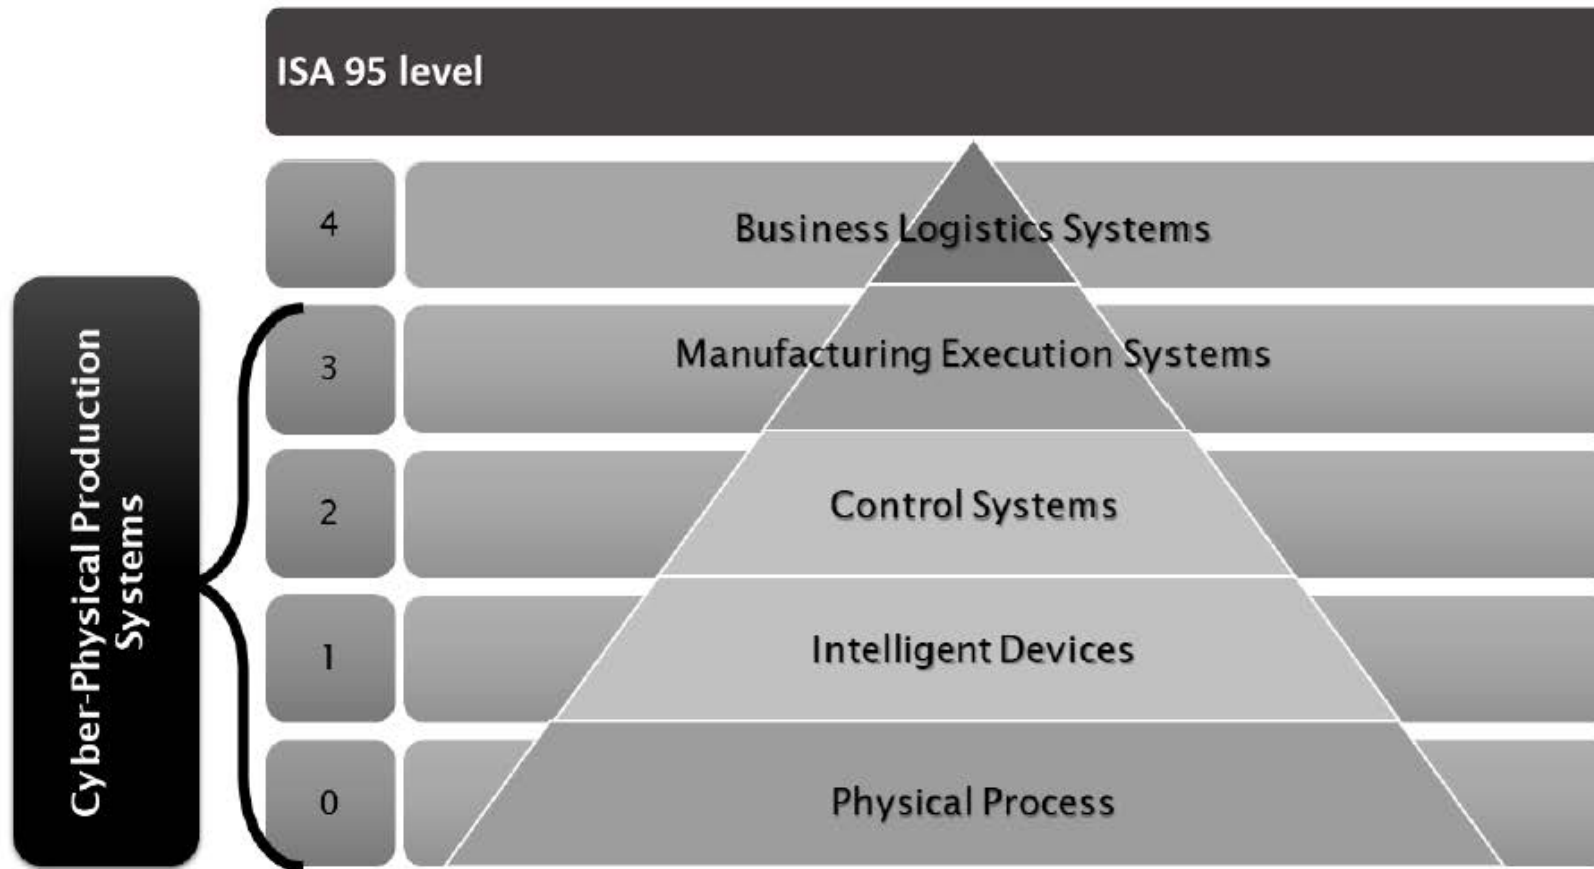 ISA 95 level
4
Business Logistics Systems
3
Manufacturing Execution Systems
2
Control Systems
1
Intelligent Devices
0
Physical Process
Cyber-Physical Production
Systems